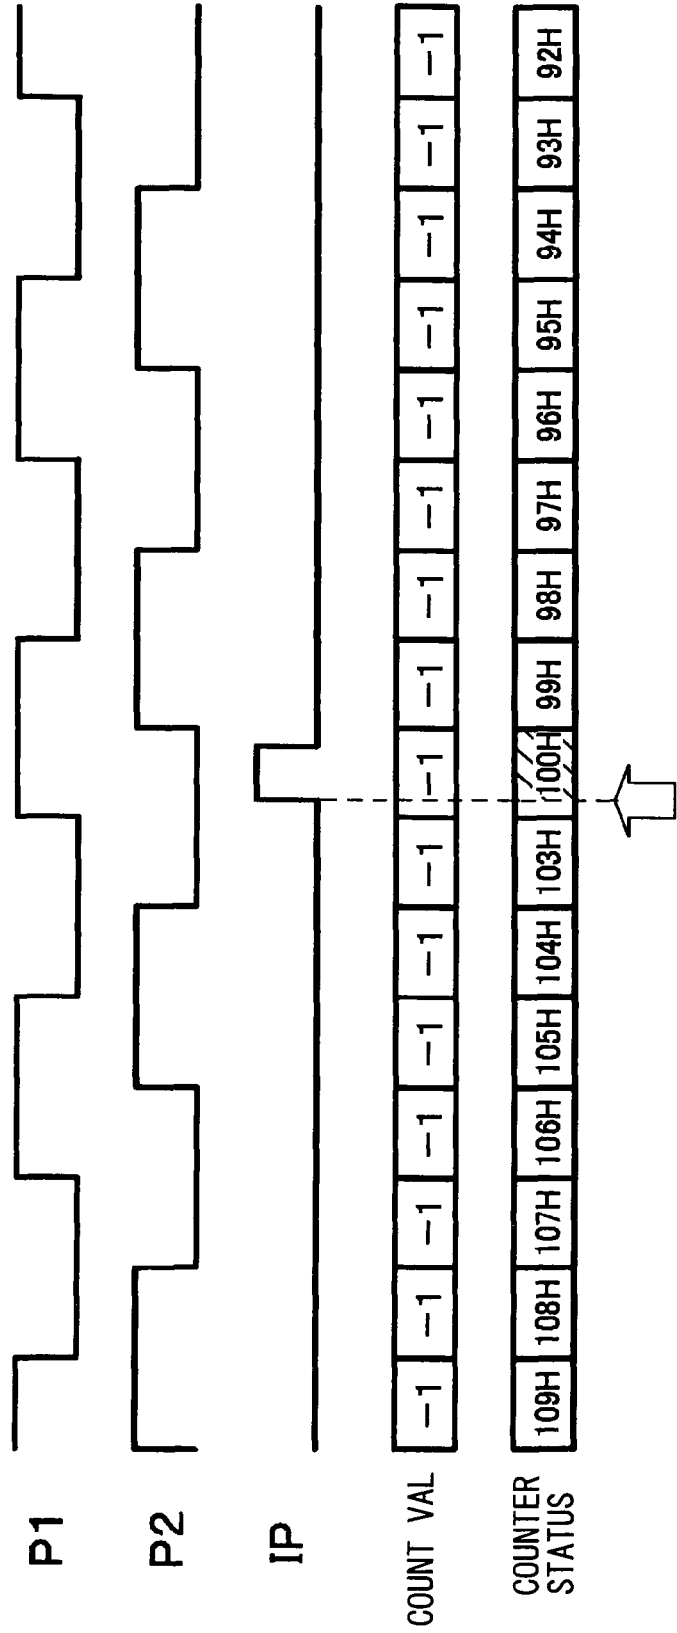 P1
P2
IP
COUNT VAL
−1 −1 −1 −1 −1 −1 −1 −1 −1 −1 −1 −1 −1 −1 −1 −1
COUNTER
STATUS
109H 108H 107H 106H 105H 104H 103H 100H 99H 98H 97H 96H 95H 94H 93H 92H